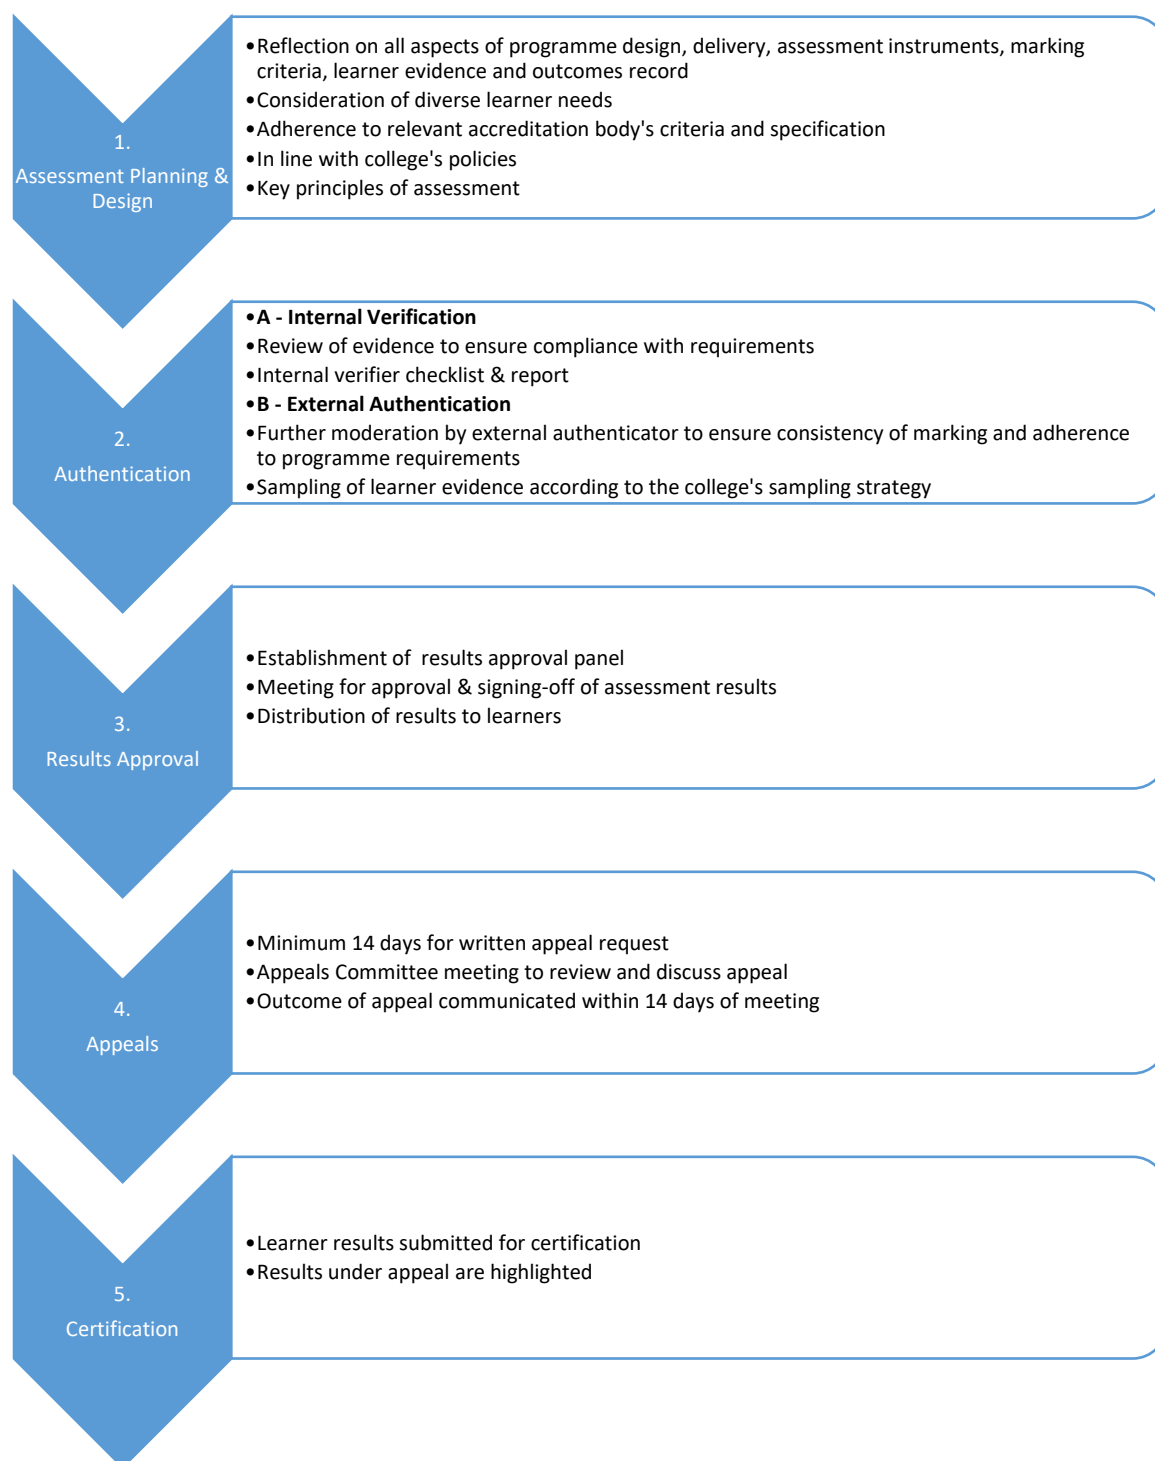 1.
Assessment Planning &
Design
•Reflection on all aspects of programme design, delivery, assessment instruments, marking
criteria, learner evidence and outcomes record
•Consideration of diverse learner needs
•Adherence to relevant accreditation body's criteria and specification
•In line with college's policies
•Key principles of assessment
2.
Authentication
•A - Internal Verification
•Review of evidence to ensure compliance with requirements
•Internal verifier checklist & report
•B - External Authentication
•Further moderation by external authenticator to ensure consistency of marking and adherence
to programme requirements
•Sampling of learner evidence according to the college's sampling strategy
3.
Results Approval
•Establishment of  results approval panel
•Meeting for approval & signing-off of assessment results
•Distribution of results to learners
4.
Appeals
•Minimum 14 days for written appeal request
•Appeals Committee meeting to review and discuss appeal
•Outcome of appeal communicated within 14 days of meeting
5.
Certification
•Learner results submitted for certification
•Results under appeal are highlighted